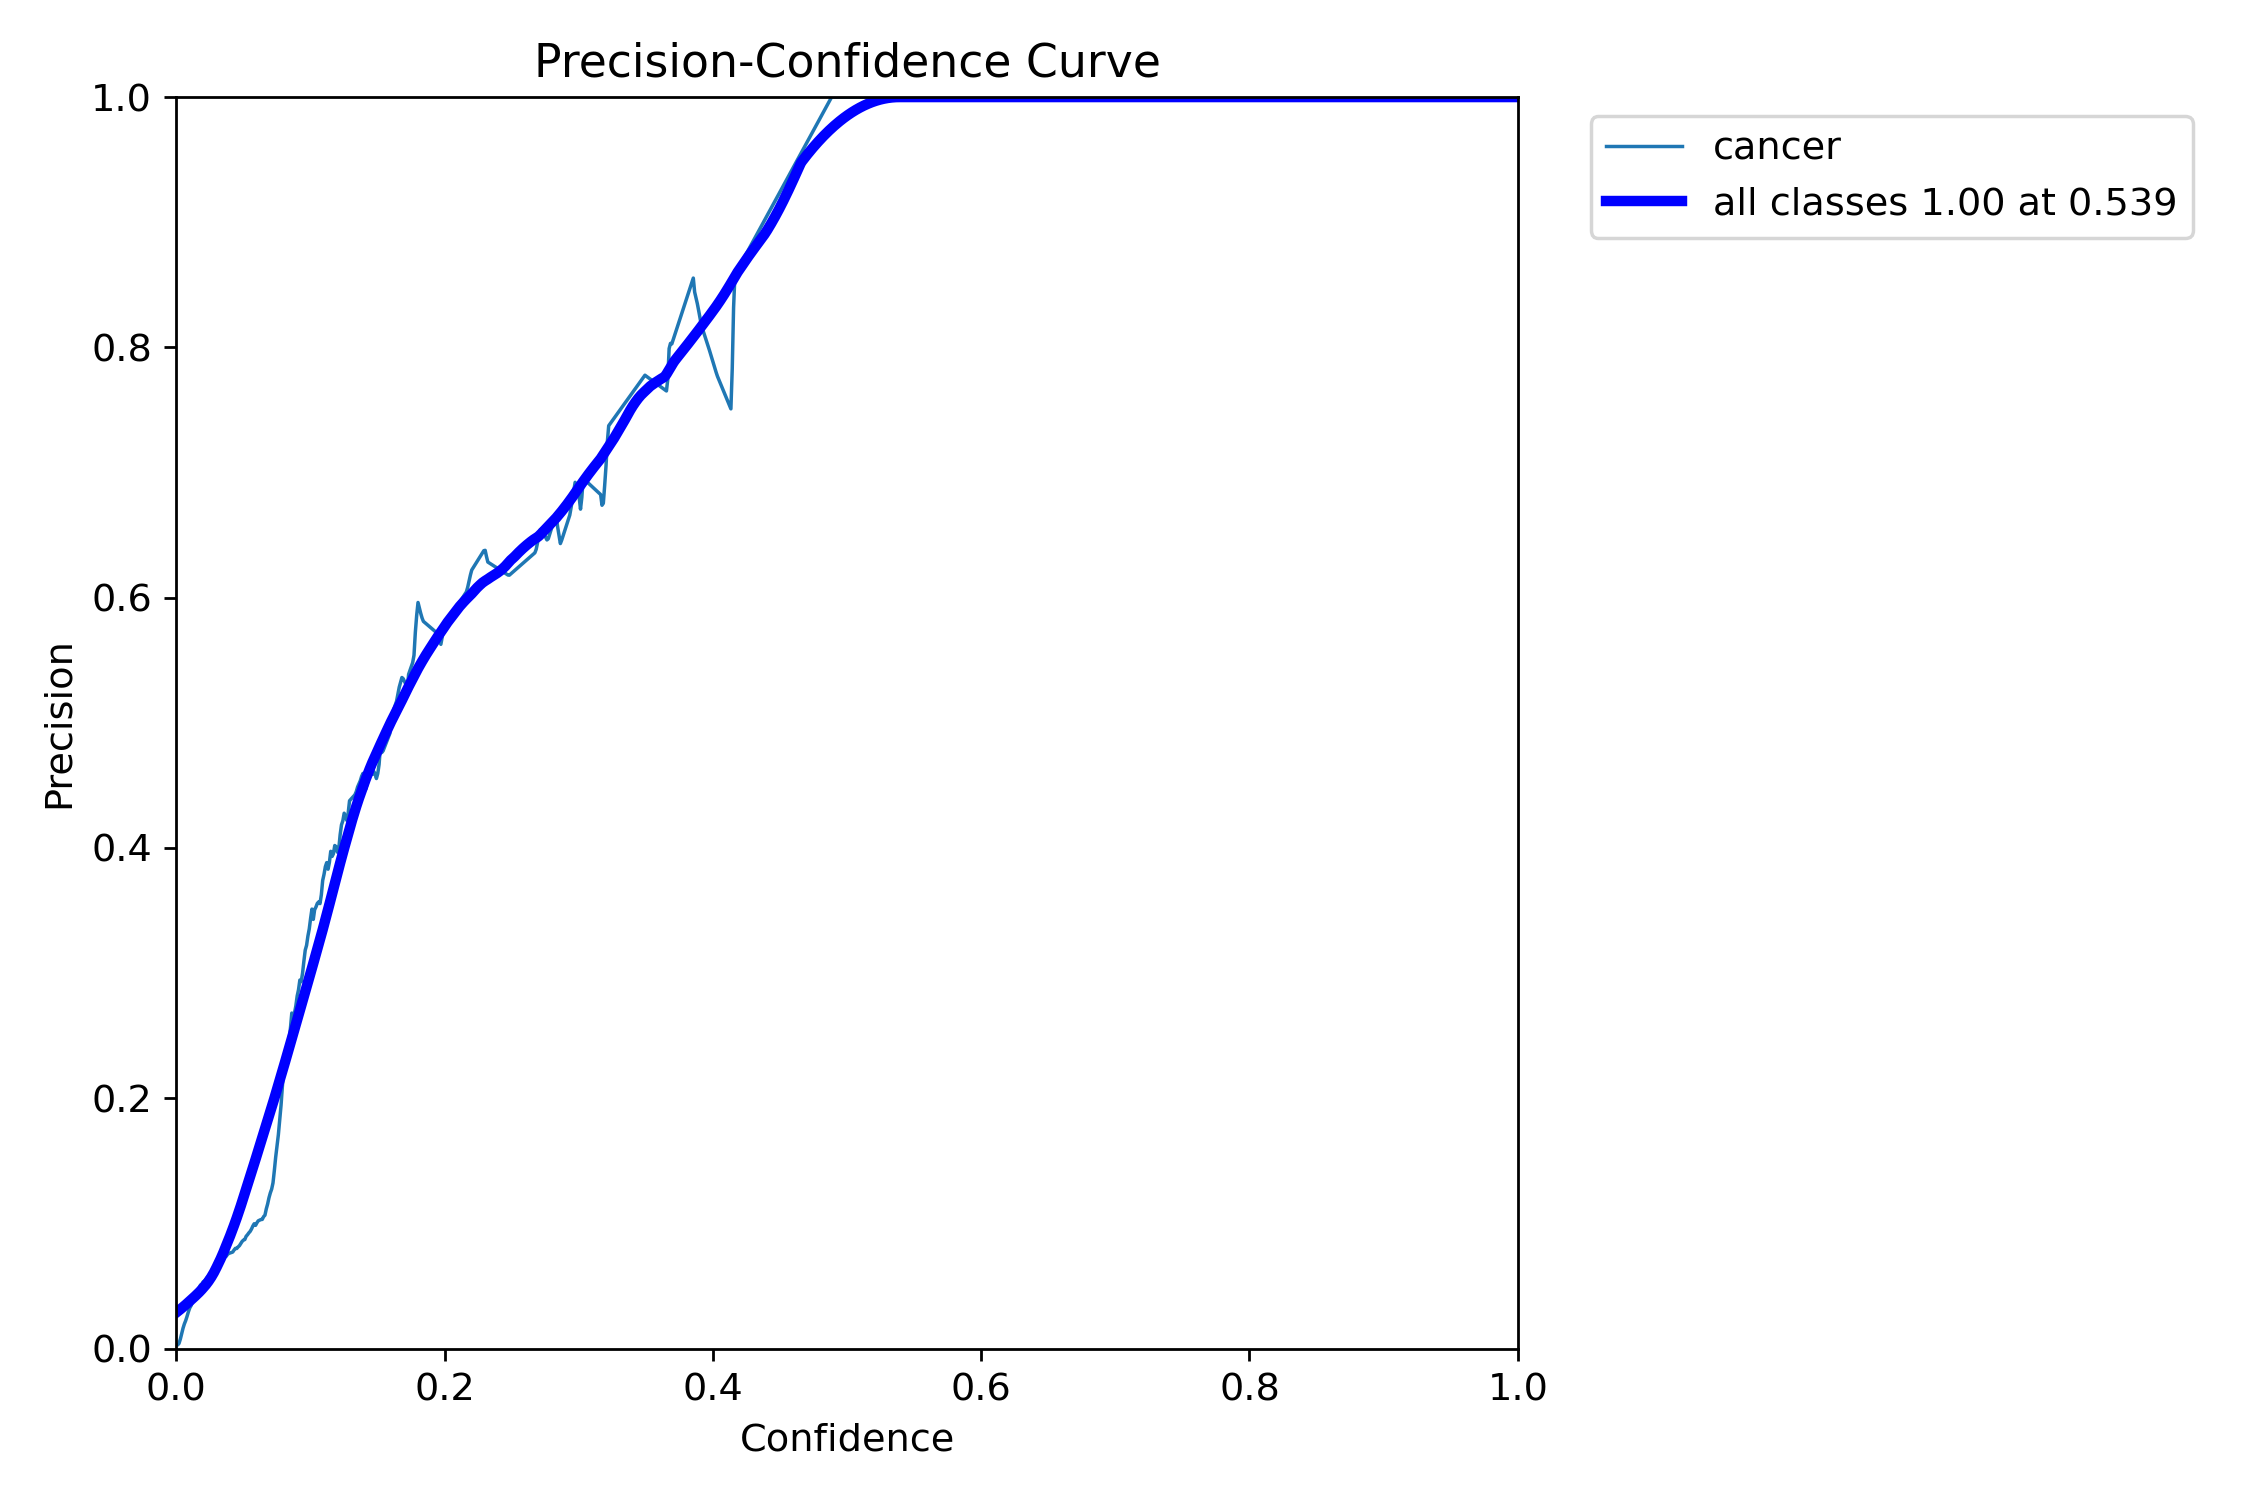 Precision-Confidence Curve
1.0
0.8
0.6
0.4
0.2
0.0
Precision
0.0 0.2 0.4 0.6 0.8 1.0
Confidence
cancer
all classes 1.00 at 0.539